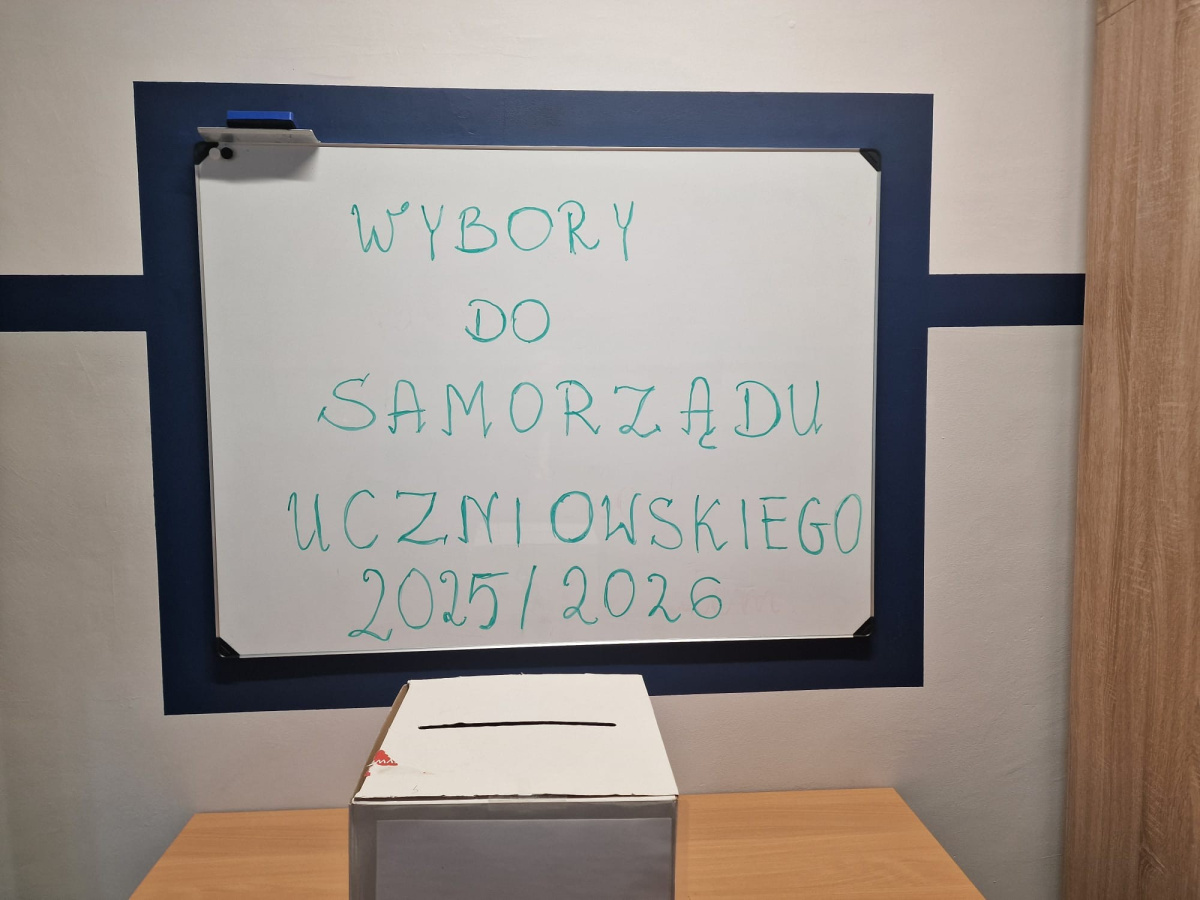 WYBORY
DO
SAMORZĄDU
UCZNIOWSKIEGO
2025/2026